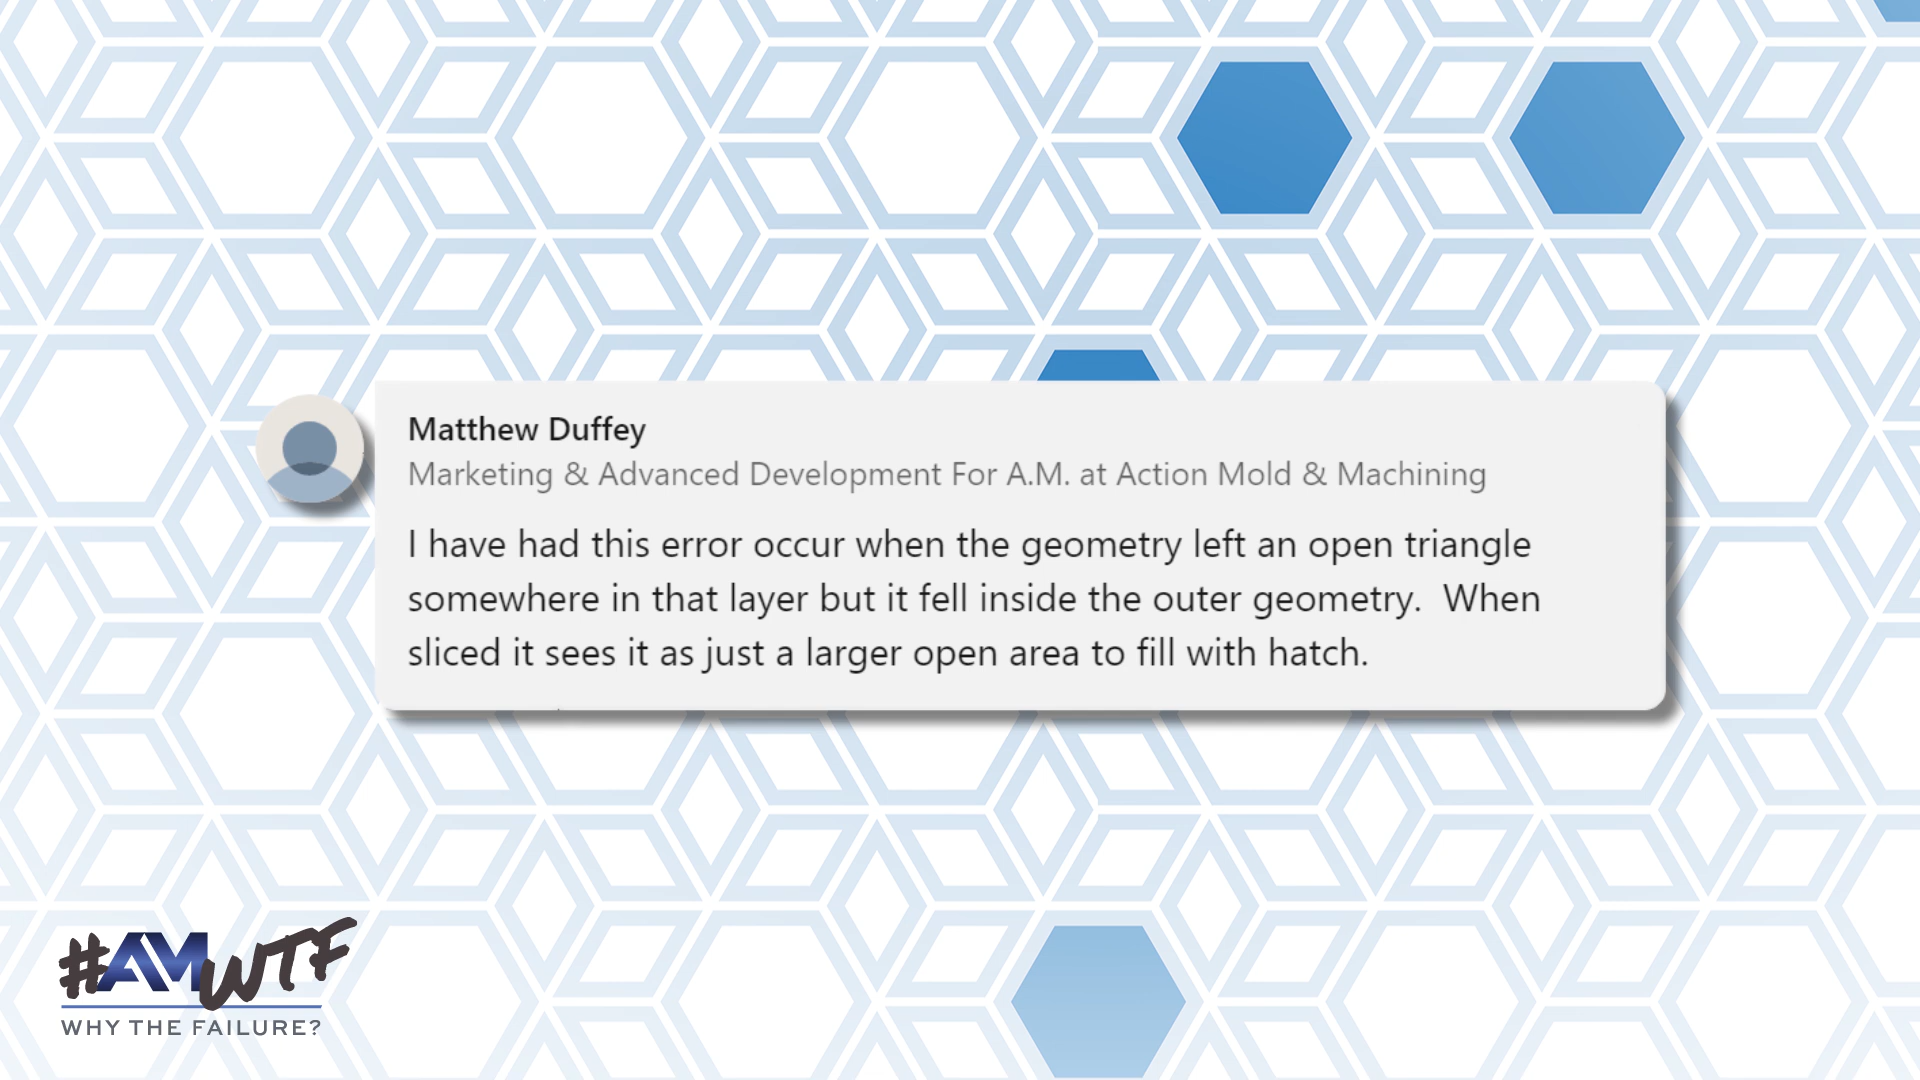 Matthew Duffey
Marketing & Advanced Development For A.M. at Action Mold & Machining
I have had this error occur when the geometry left an open triangle
somewhere in that layer but it fell inside the outer geometry.  When
sliced it sees it as just a larger open area to fill with hatch.
#AMWTF
WHY THE FAILURE?